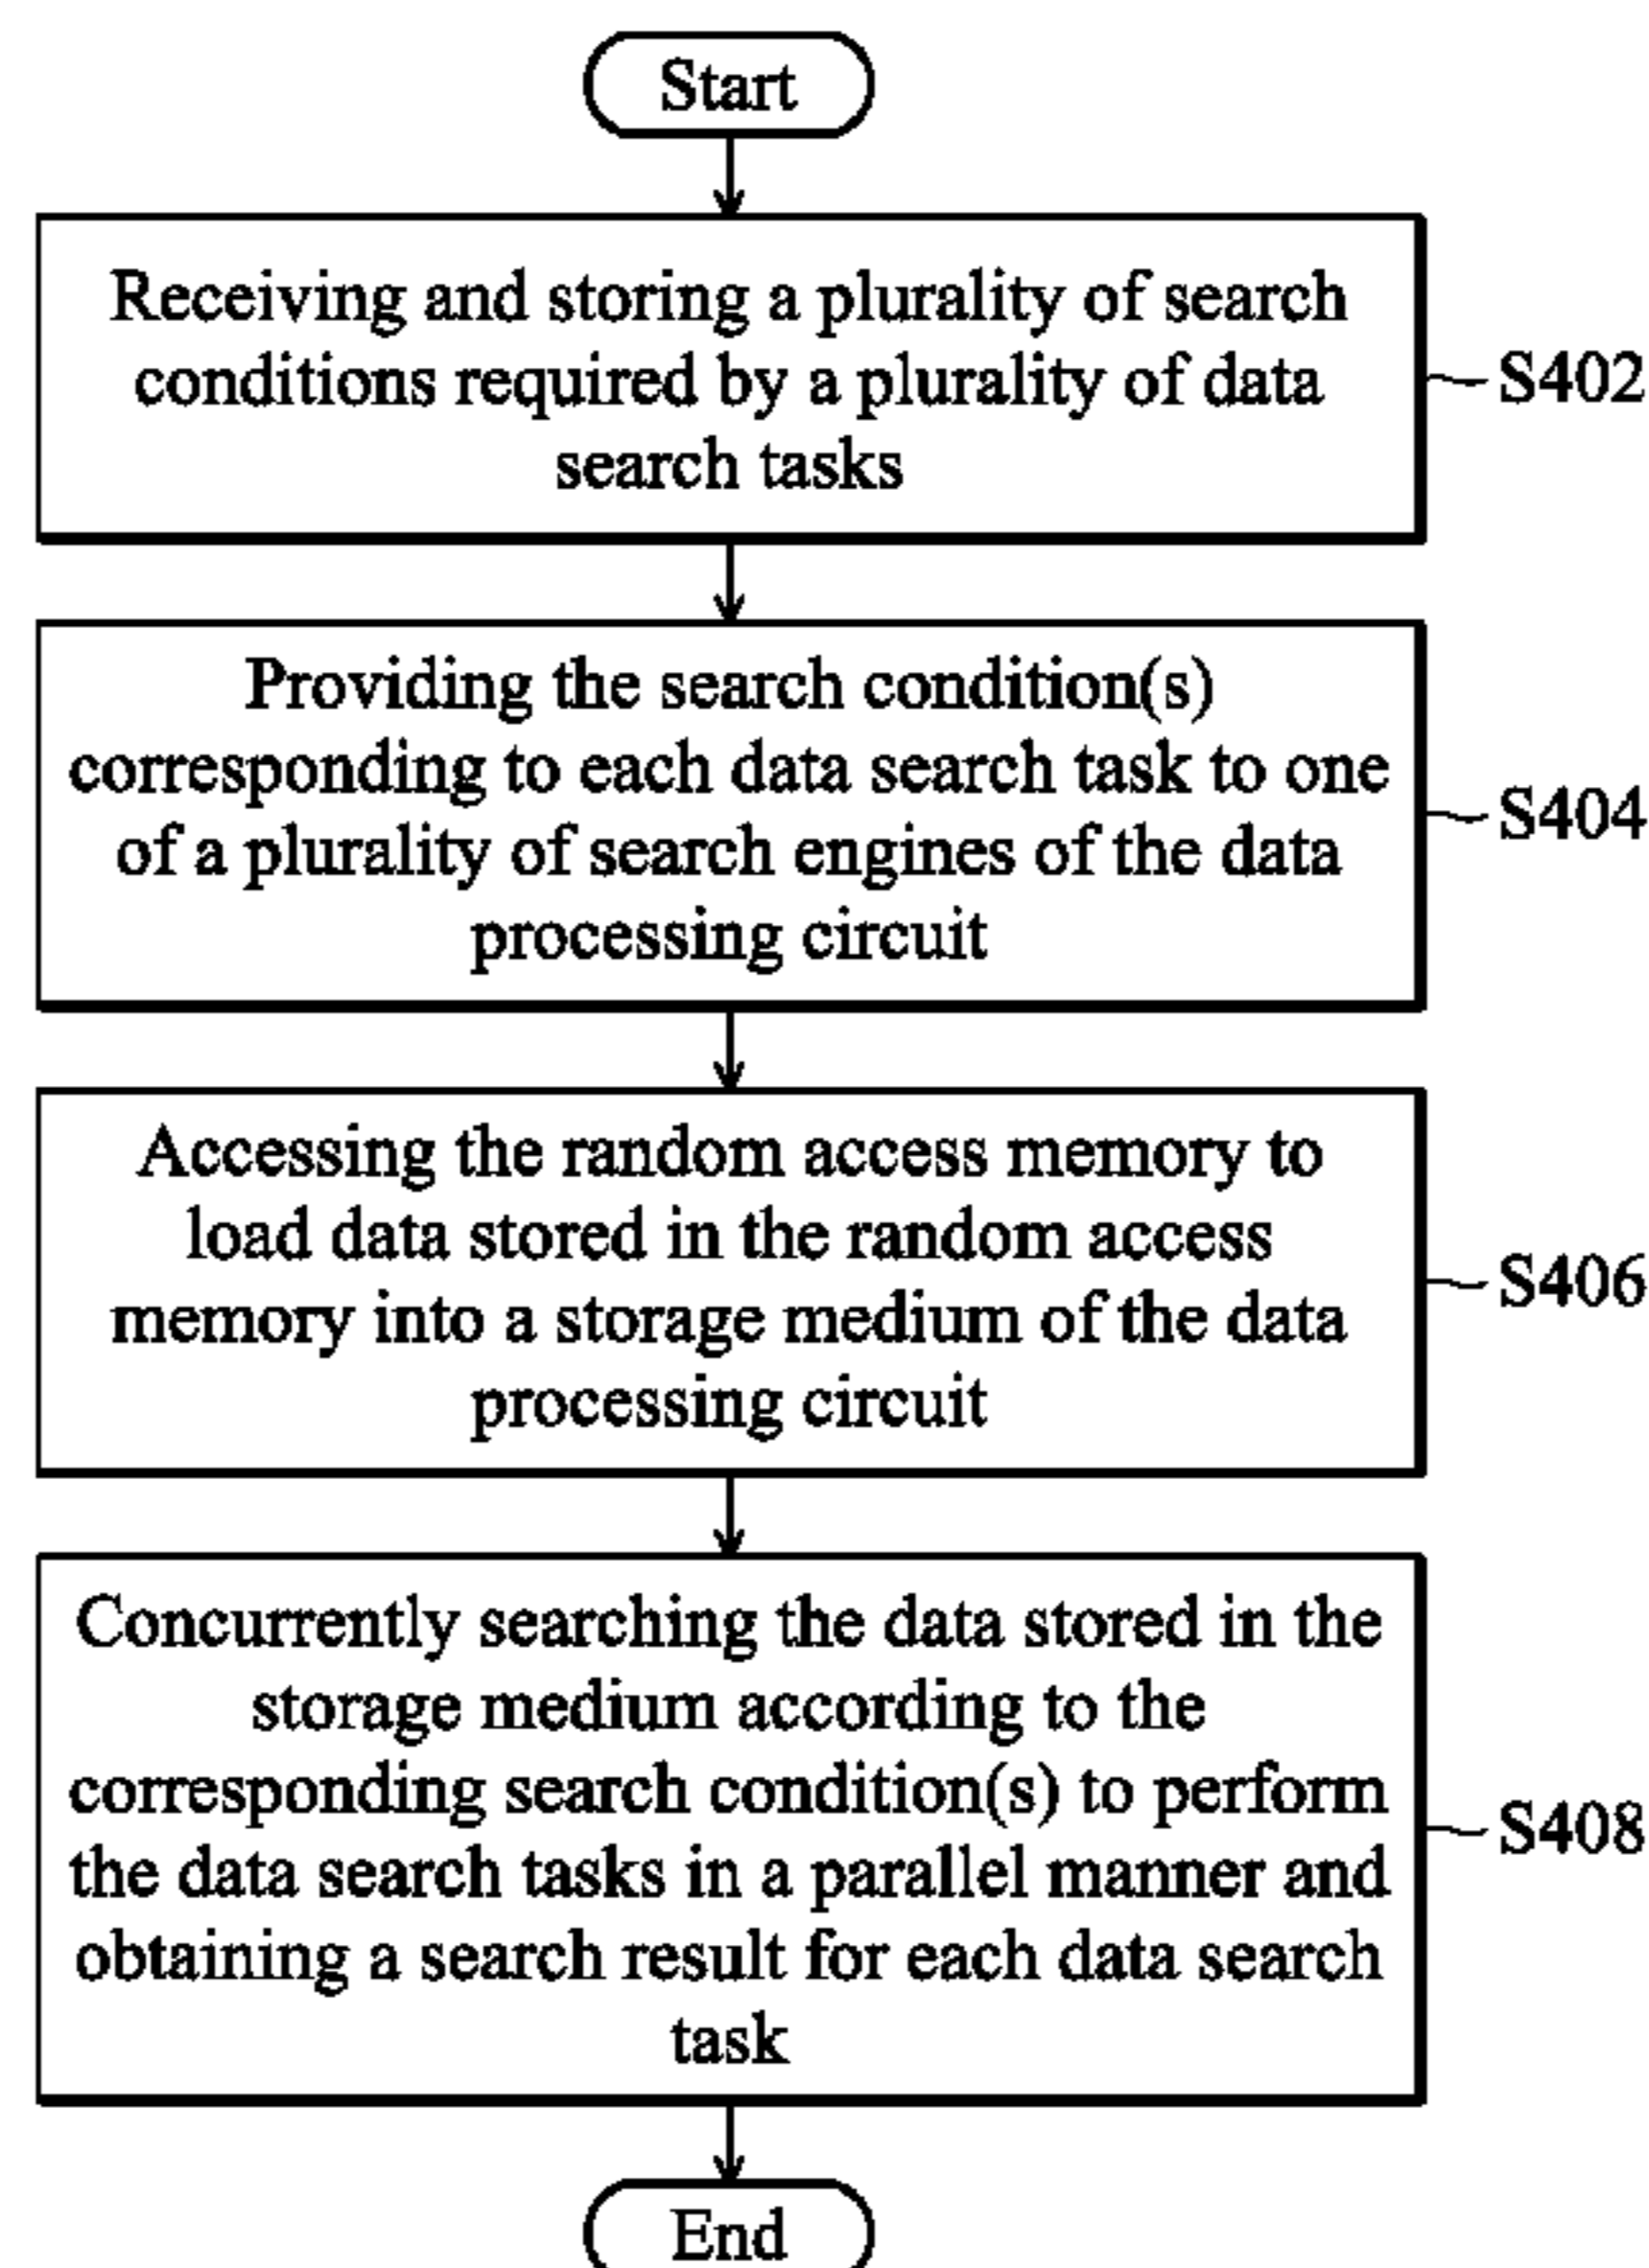 Start
Receiving and storing a plurality of search
conditions required by a plurality of data
search tasks
S402
Providing the search condition(s)
corresponding to each data search task to one
of a plurality of search engines of the data
processing circuit
S404
Accessing the random access memory to
load data stored in the random access
memory into a storage medium of the data
processing circuit
S406
Concurrently searching the data stored in the
storage medium according to the
corresponding search condition(s) to perform
the data search tasks in a parallel manner and
obtaining a search result for each data search
task
S408
End